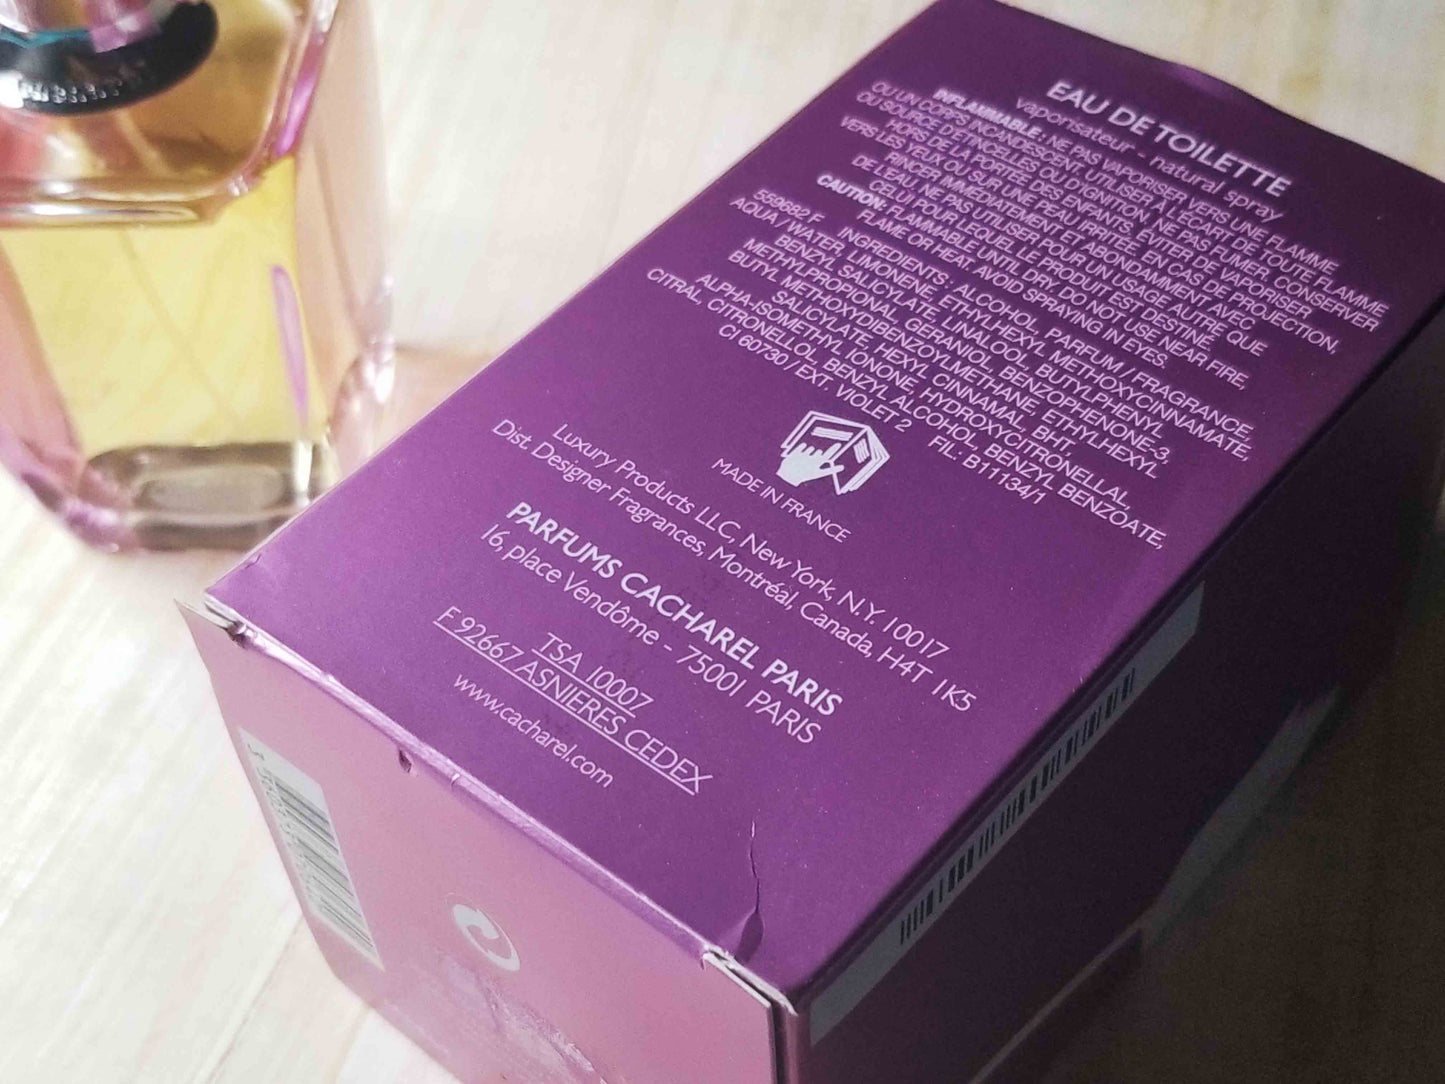 EAU DE TOILETTE
vaporisateur - natural spray
INFLAMMABLE : NE PAS VAPORISER VERS UNE FLAMME
OU UN CORPS INCANDESCENT. UTILISER À L'ÉCART DE TOUTE FLAMME
OU SOURCE D'ÉTINCELLES OU D'IGNITION ; NE PAS FUMER. CONSERVER
HORS DE LA PORTÉE DES ENFANTS. ÉVITER DE VAPORISER
VERS LES YEUX OU SUR UNE PEAU IRRITÉE. EN CAS DE PROJECTION,
RINCER IMMÉDIATEMENT ET ABONDAMMENT AVEC
DE L'EAU. NE PAS UTILISER POUR UN USAGE AUTRE QUE
CELUI POUR LEQUEL LE PRODUIT EST DESTINÉ.
CAUTION: FLAMMABLE UNTIL DRY. DO NOT USE NEAR FIRE,
FLAME OR HEAT. AVOID SPRAYING IN EYES.
559682 F INGREDIENTS: ALCOHOL, PARFUM / FRAGRANCE,
AQUA / WATER, LIMONENE, ETHYLHEXYL METHOXYCINNAMATE,
BENZYL SALICYLATE, LINALOOL, BUTYLPHENYL
METHYLPROPIONAL, GERANIOL, BENZOPHENONE-3,
BUTYL METHOXYDIBENZOYLMETHANE, ETHYLHEXYL
SALICYLATE, HEXYL CINNAMAL, BHT,
ALPHA-ISOMETHYL IONONE, HYDROXYCITRONELLAL,
CITRAL, CITRONELLOL, BENZYL ALCOHOL, BENZYL BENZOATE,
CI 60730 / EXT. VIOLET 2 FIL: B11134/1
MADE IN FRANCE
Luxury Products LLC, New York, N.Y. 10017
Dist. Designer Fragrances, Montréal, Canada, H4T 1K5
PARFUMS CACHAREL PARIS
16, place Vendôme - 75001 PARIS
TSA 10007
F 92667 ASNIERES CEDEX
www.cacharel.com